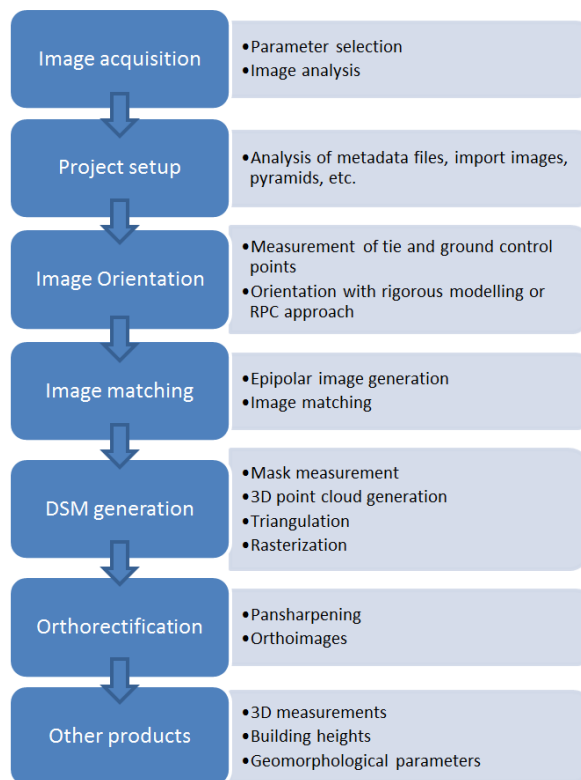 Image acquisition
•Parameter selection
•Image analysis
Project setup
•Analysis of metadata files, import images,
pyramids, etc.
Image Orientation
•Measurement of tie and ground control
points
•Orientation with rigorous modelling or
RPC approach
Image matching
•Epipolar image generation
•Image matching
DSM generation
•Mask measurement
•3D point cloud generation
•Triangulation
•Rasterization
Orthorectification
•Pansharpening
•Orthoimages
Other products
•3D measurements
•Building heights
•Geomorphological parameters